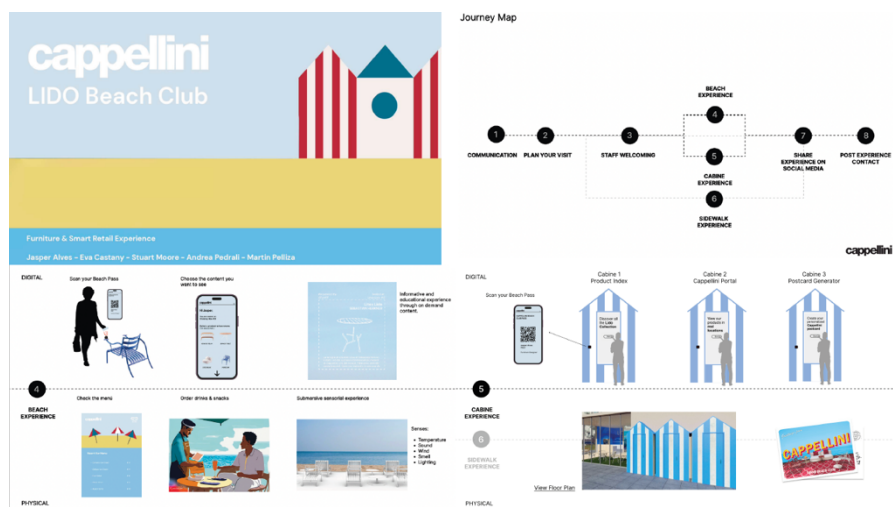 cappellini
LIDO Beach Club
Furniture & Smart Retail Experience
Jasper Alves - Eva Castany - Stuart Moore - Andrea Pedrali - Martin Pelliza
Journey Map
BEACH
EXPERIENCE
4
1
2
3
7
8
COMMUNICATION
PLAN YOUR VISIT
STAFF WELCOMING
5
SHARE
EXPERIENCE ON
SOCIAL MEDIA
POST EXPERIENCE
CONTACT
CABINE
EXPERIENCE
6
SIDEWALK
EXPERIENCE
cappellini
DIGITAL
Scan your Beach Pass
Choose the content you
want to see
Informative and
educational experience
through on demand
content.
4
BEACH
EXPERIENCE
Check the menu
cappellini
Order drinks & snacks
Submersive sensorial experience
Senses:
• Temperature
• Sound
• Wind
• Smell
• Lighting
PHYSICAL
DIGITAL
Cabine 1
Product Index
Cabine 2
Cappellini Portal
Cabine 3
Postcard Generator
Scan your Beach Pass
5
CABINE
EXPERIENCE
6
SIDEWALK
EXPERIENCE
View Floor Plan
CAPPELLINI
PHYSICAL